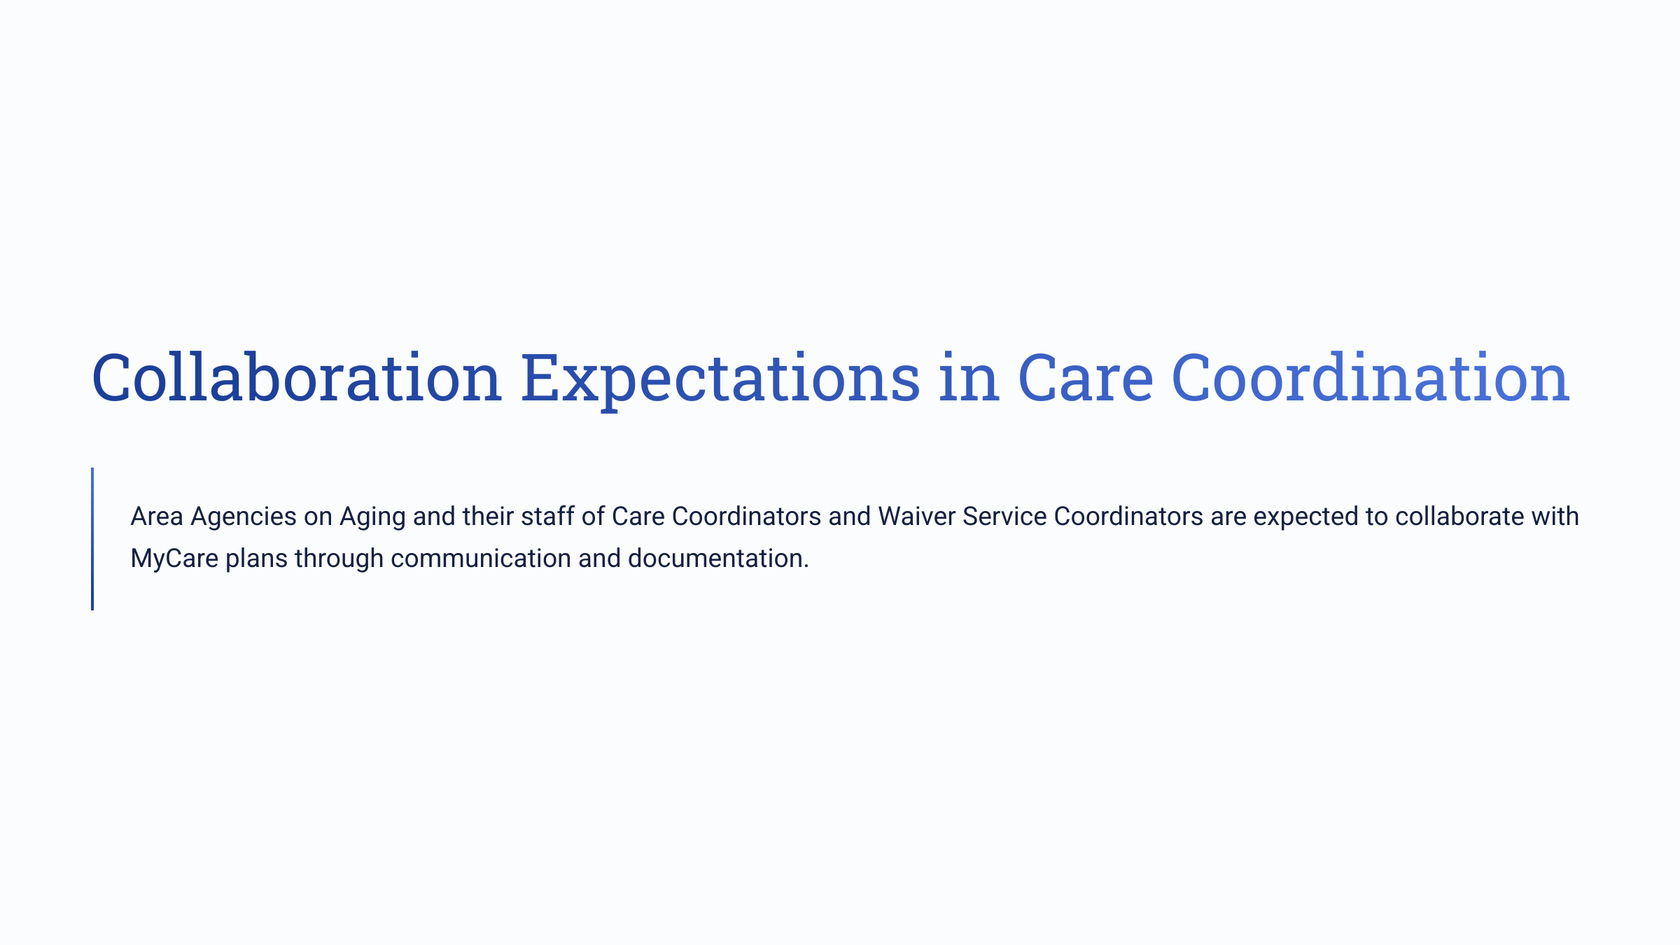 Collaboration Expectations in Care Coordination
Area Agencies on Aging and their staff of Care Coordinators and Waiver Service Coordinators are expected to collaborate with
MyCare plans through communication and documentation.